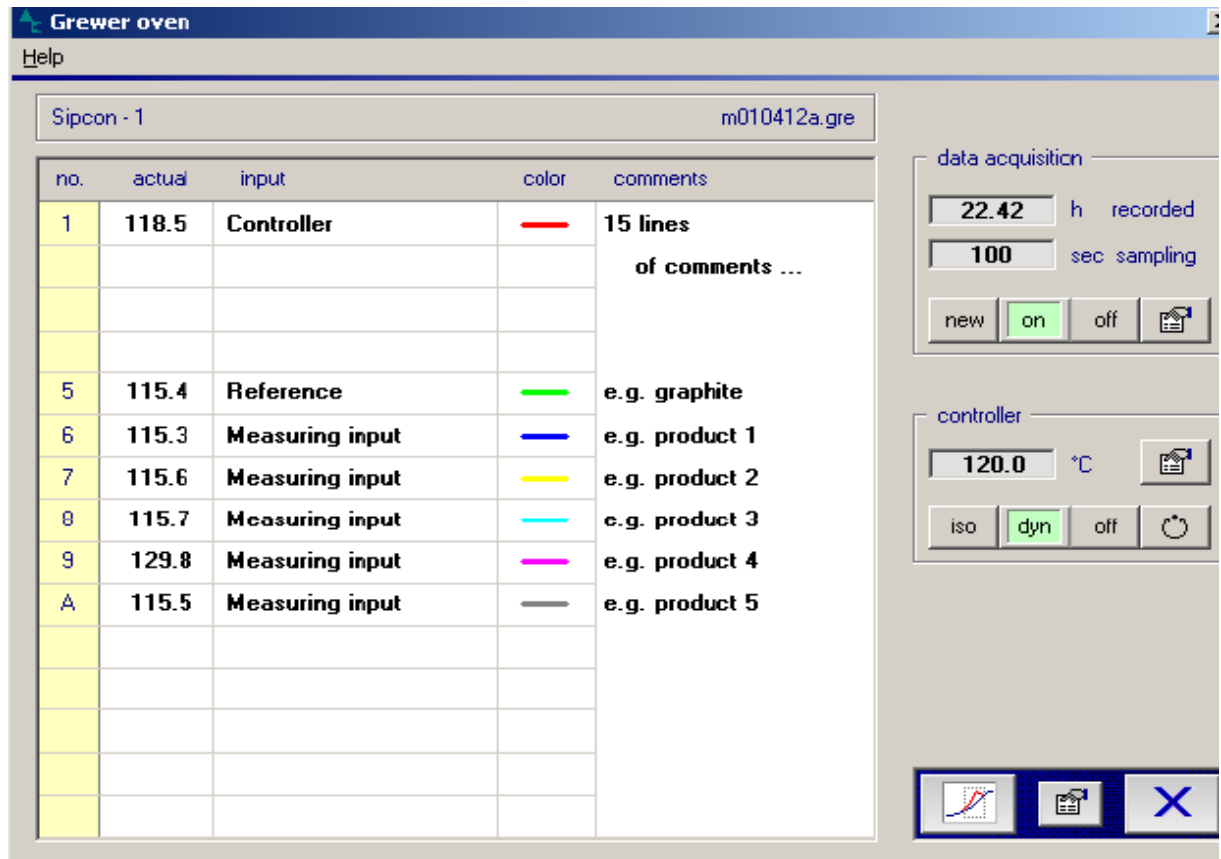 Grewer oven
Help
Sipcon - 1 m010412a.gre
no. actual input color comments
1 118.5 Controller 15 lines
of comments ...
5 115.4 Reference e.g. graphite
6 115.3 Measuring input e.g. product 1
7 115.6 Measuring input e.g. product 2
8 115.7 Measuring input e.g. product 3
9 129.8 Measuring input e.g. product 4
A 115.5 Measuring input e.g. product 5
data acquisition
22.42 h recorded
100 sec sampling
new on off
controller
120.0 °C
iso dyn off